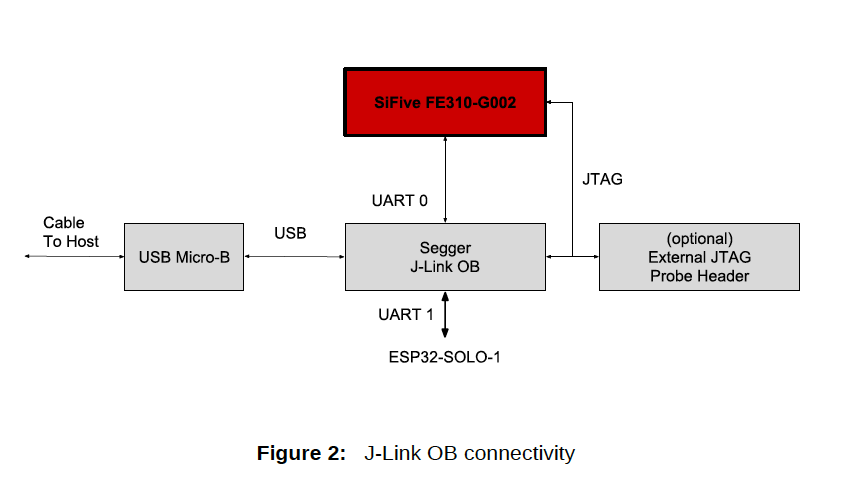 SiFive FE310-G002
JTAG
UART 0
Cable
To Host
USB Micro-B
USB
Segger
J-Link OB
(optional)
External JTAG
Probe Header
UART 1
ESP32-SOLO-1
Figure 2: J-Link OB connectivity